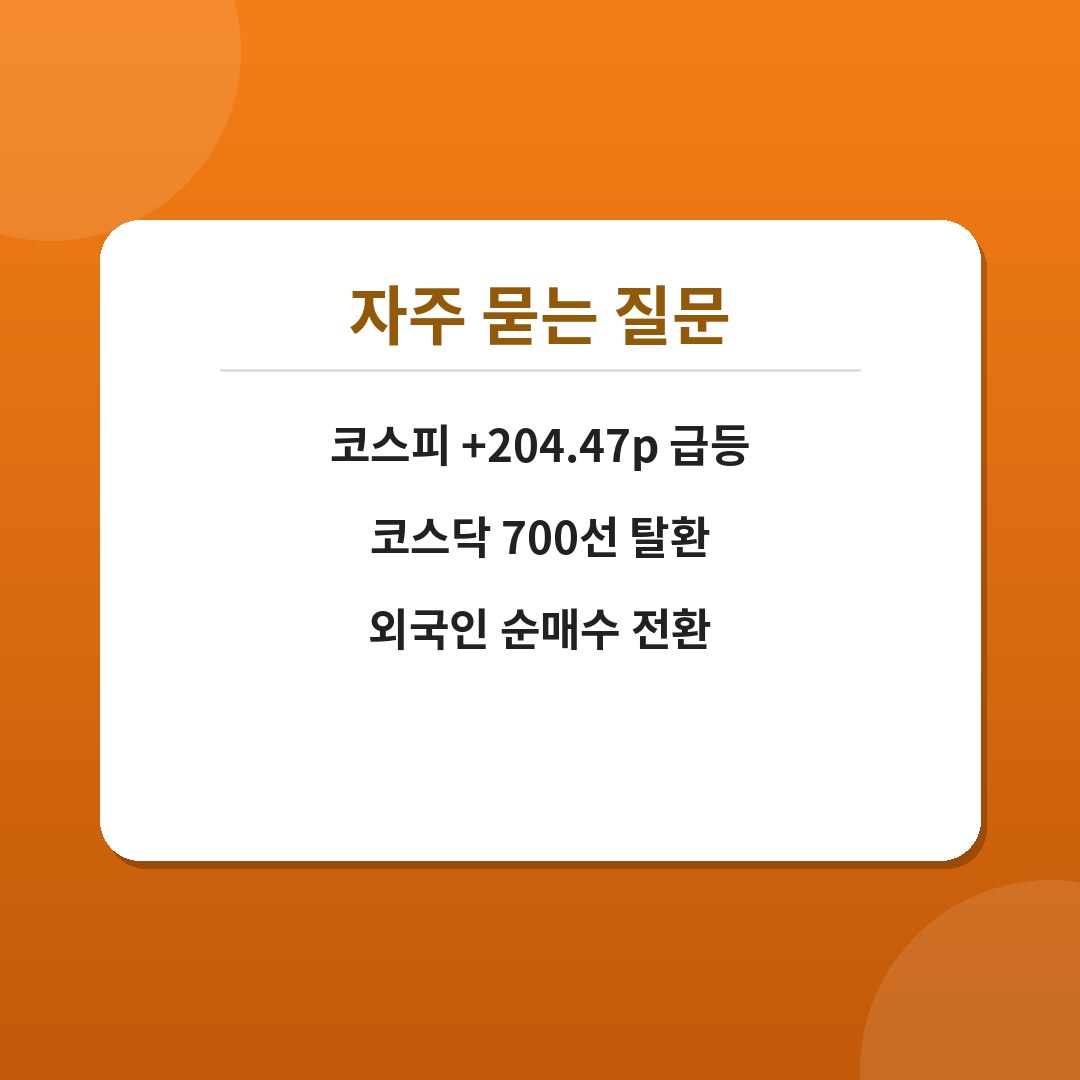 자주 묻는 질문
코스피 +204.47p 급등
코스닥 700선 탈환
외국인 순매수 전환